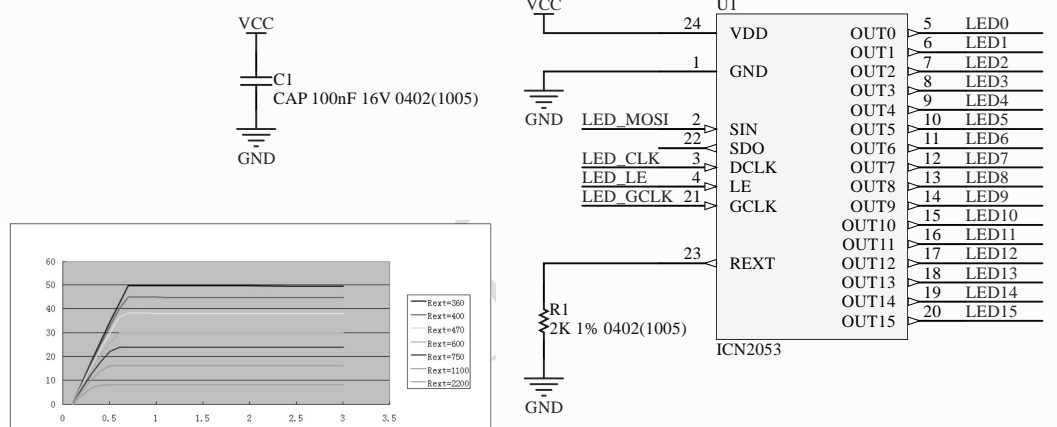 VCC
C1
CAP 100nF 16V 0402(1005)
GND
VCC
U1
24 VDD
1 GND
GND
LED_MOSI 2 SIN
22 SDO
LED_CLK 3 DCLK
LED_LE 4 LE
LED_GCLK 21 GCLK
23 REXT
R1
2K 1% 0402(1005)
GND
OUT0 5 LED0
OUT1 6 LED1
OUT2 7 LED2
OUT3 8 LED3
OUT4 9 LED4
OUT5 10 LED5
OUT6 11 LED6
OUT7 12 LED7
OUT8 13 LED8
OUT9 14 LED9
OUT10 15 LED10
OUT11 16 LED11
OUT12 17 LED12
OUT13 18 LED13
OUT14 19 LED14
OUT15 20 LED15
ICN2053
60
50
40
30
20
10
0
0 0.5 1 1.5 2 2.5 3 3.5
Rext=360
Rext=400
Rext=470
Rext=600
Rext=750
Rext=1100
Rext=2200